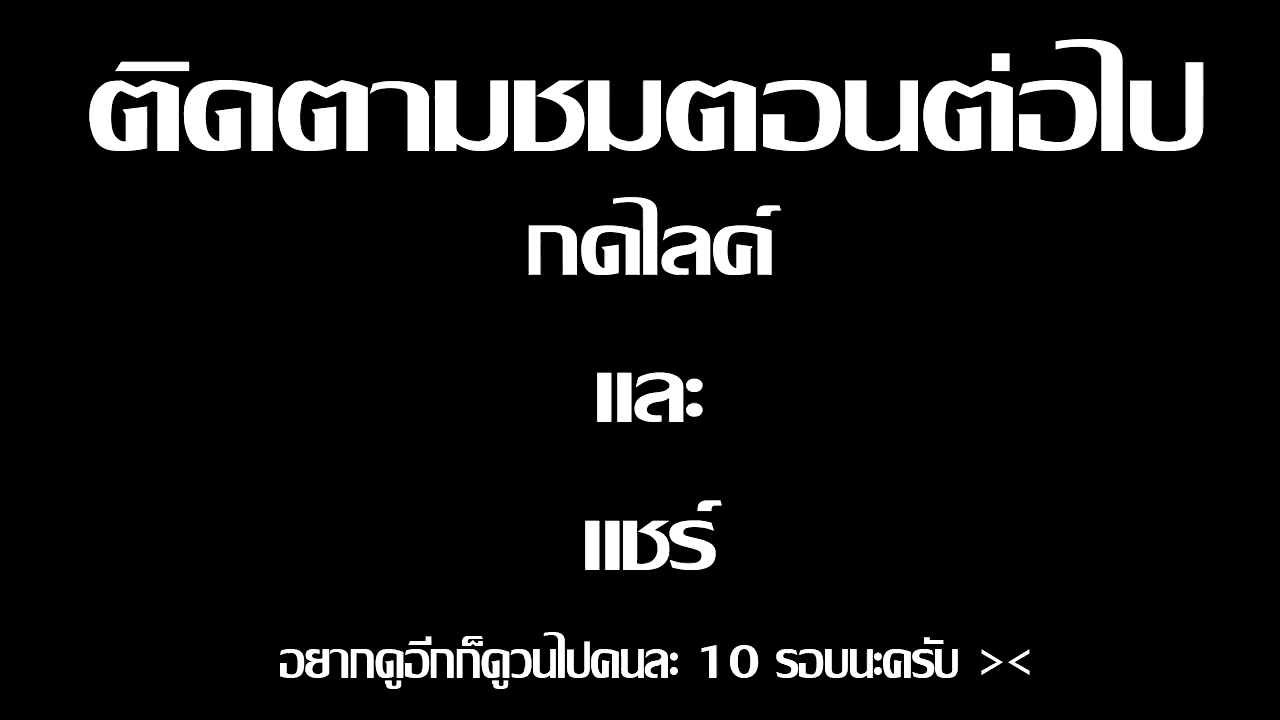 ติดตามชมตอนต่อไป
กดไลค์
และ
แชร์
อยากดูอีกก็ดูวนไปคนละ 10 รอบนะครับ ><